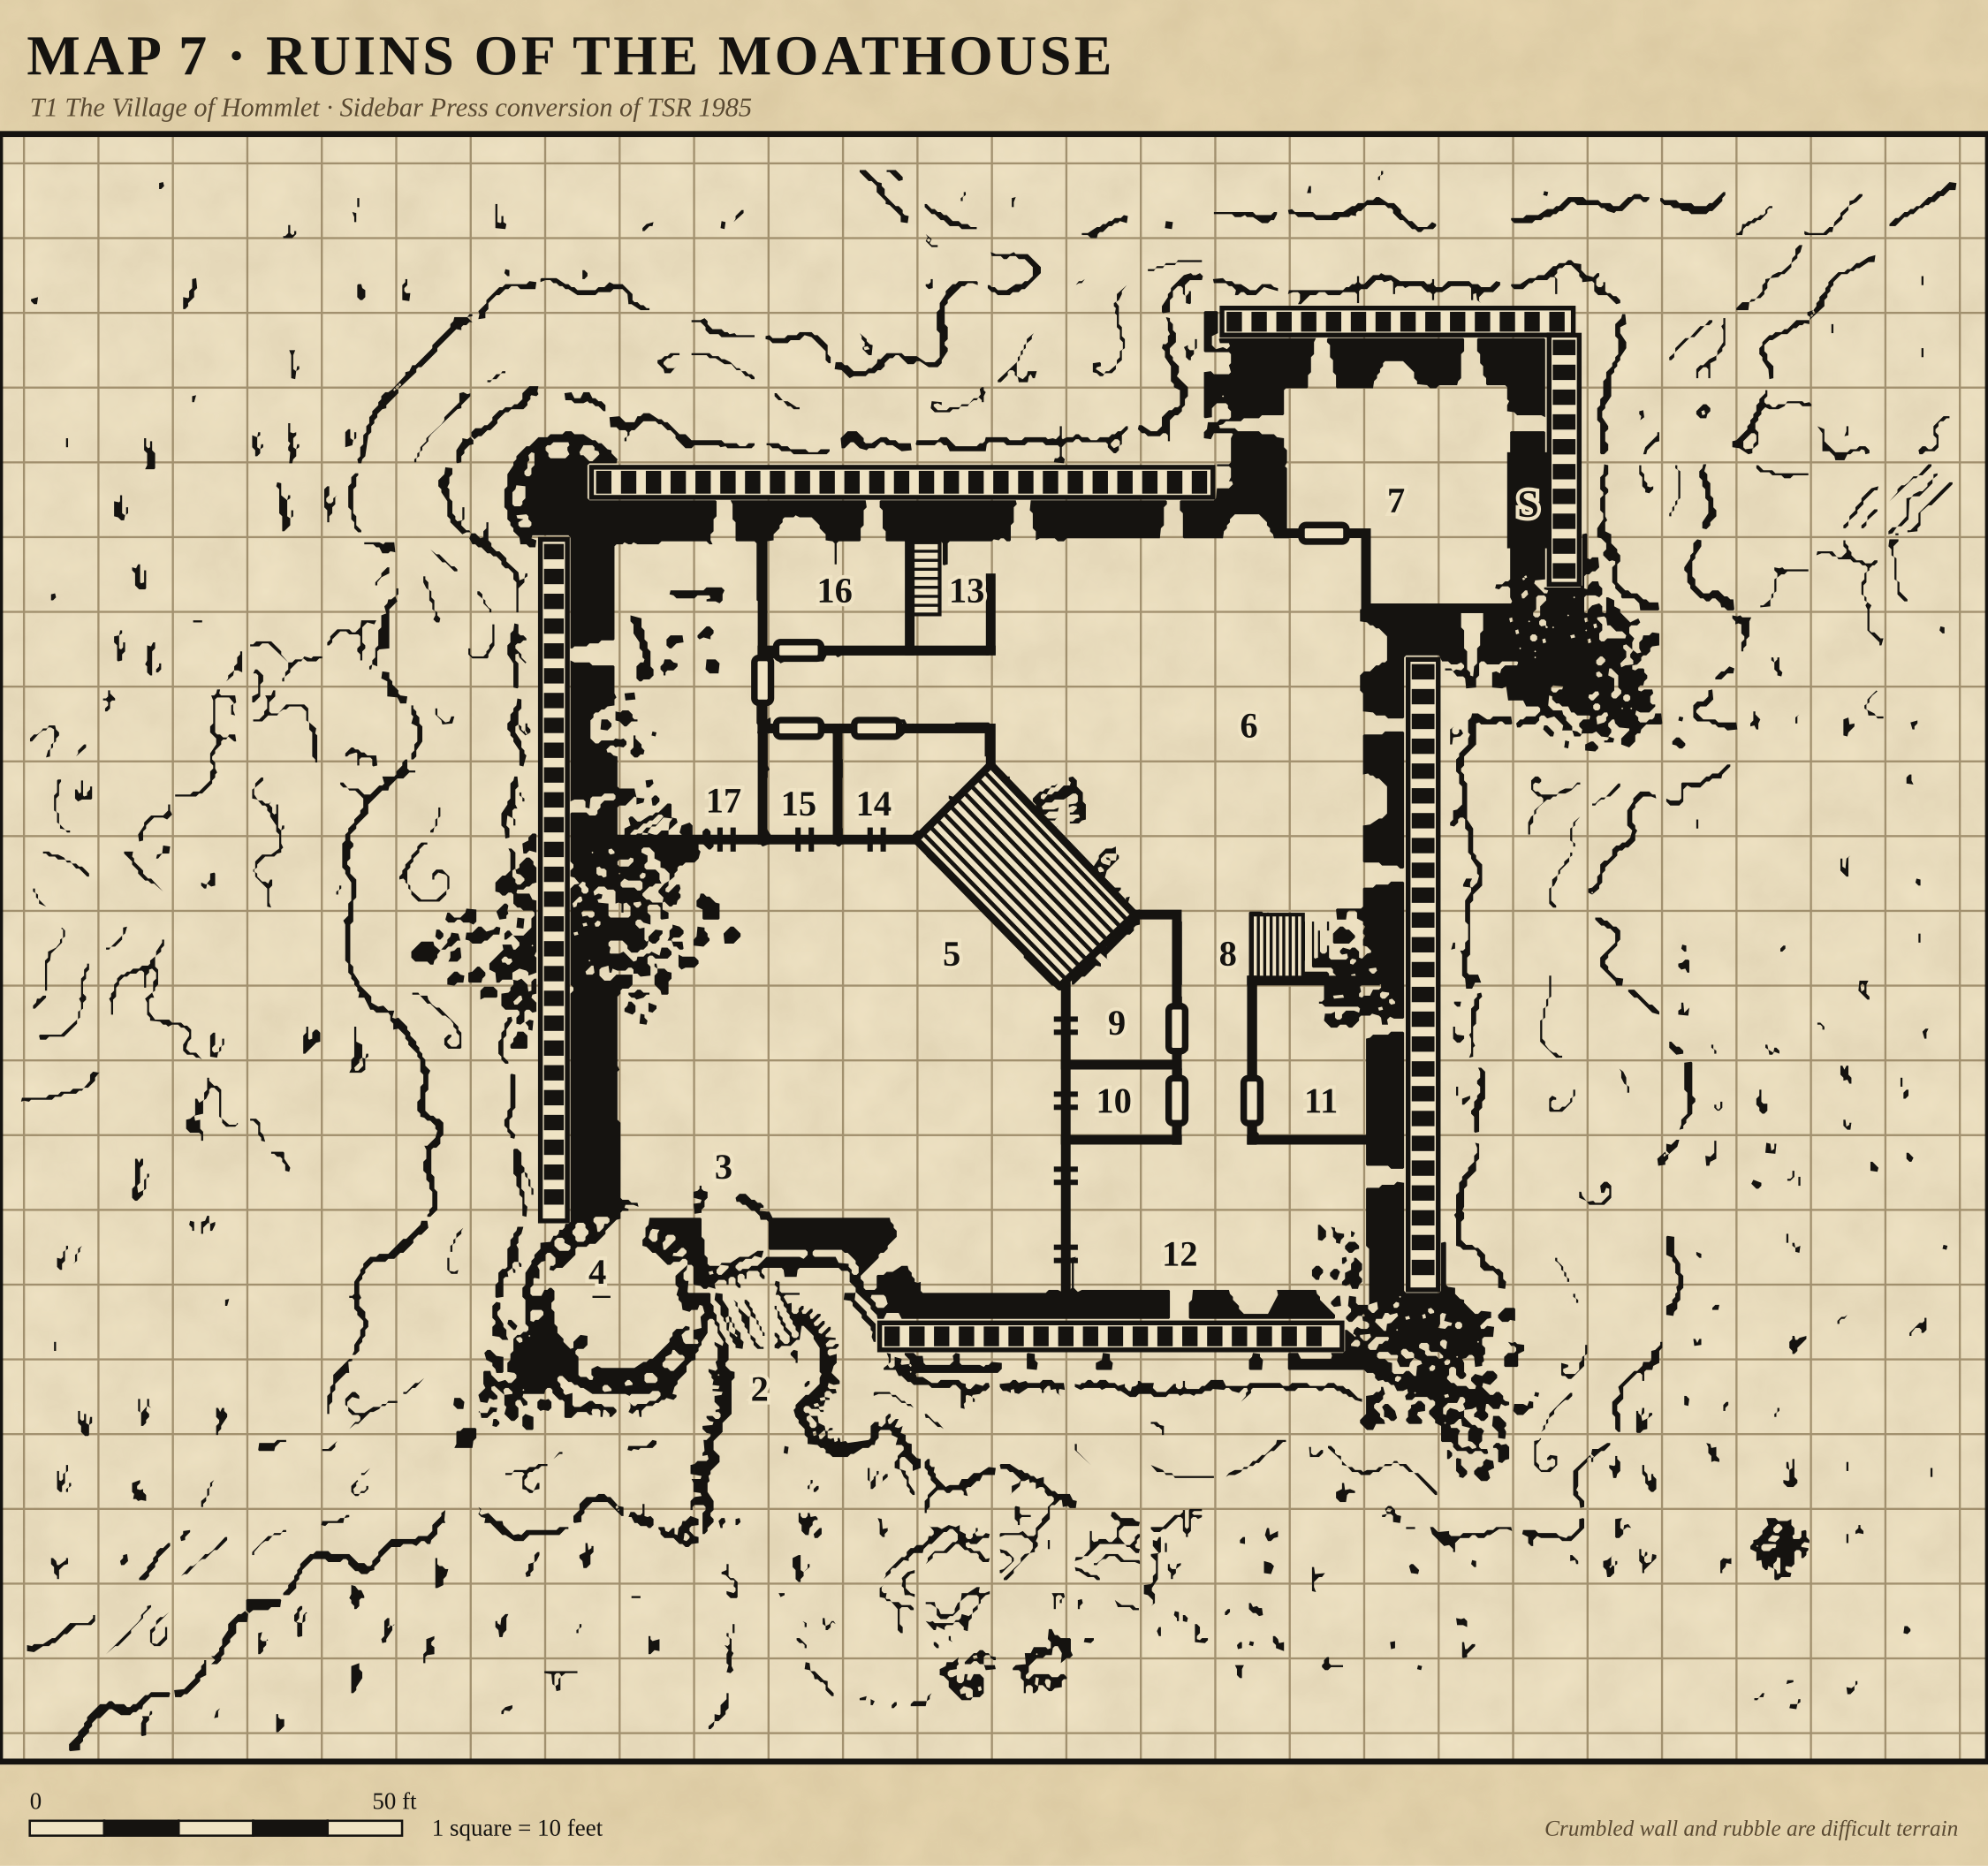 MAP 7 · RUINS OF THE MOATHOUSE
T1 The Village of Hommlet · Sidebar Press conversion of TSR 1985
7
S
16
13
6
17
15
14
5
8
9
10
11
3
12
4
2
0
50 ft
1 square = 10 feet
Crumbled wall and rubble are difficult terrain